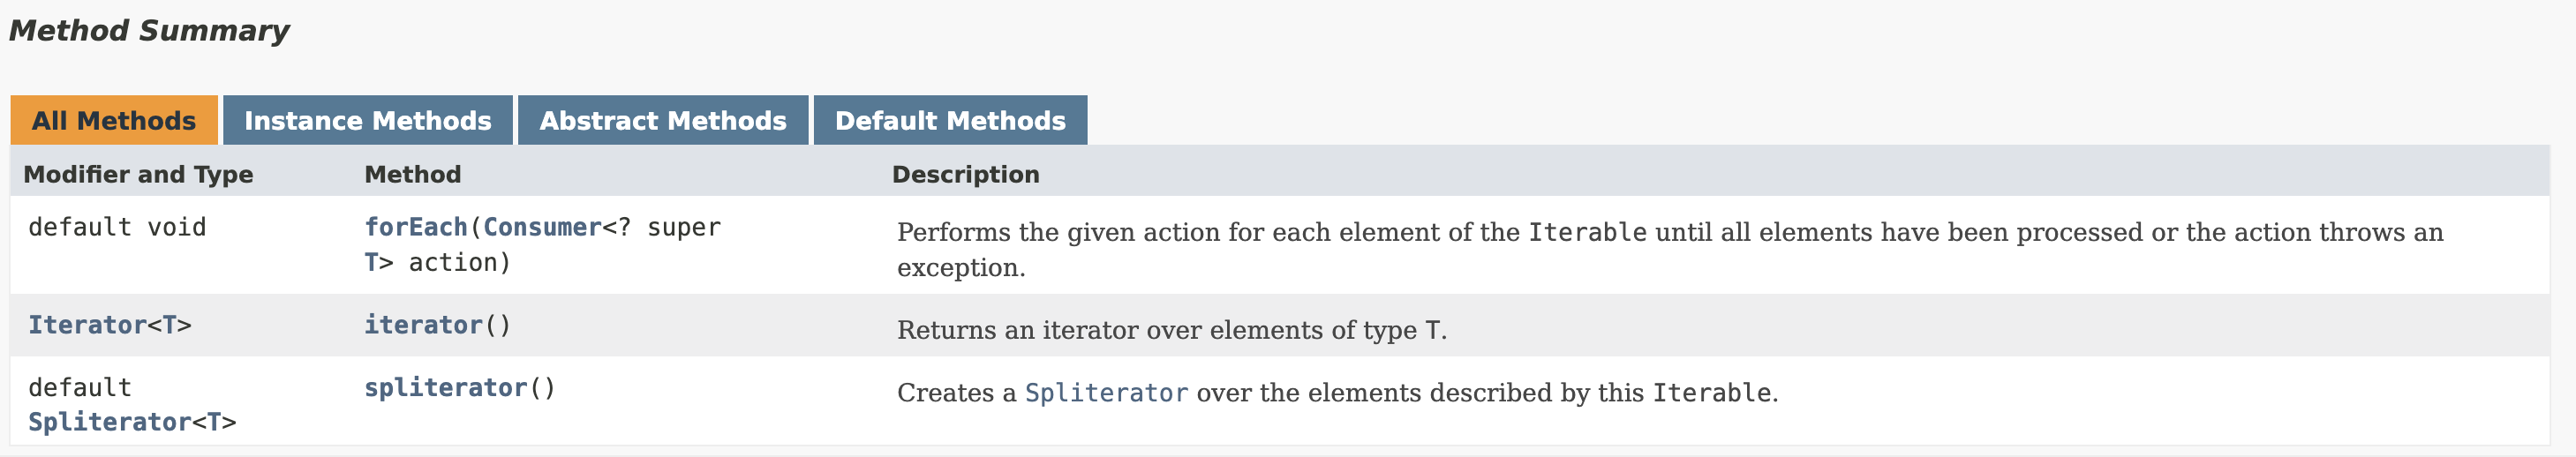 Method Summary
All Methods Instance Methods Abstract Methods Default Methods
Modifier and Type Method Description
default void forEach(Consumer<? super Performs the given action for each element of the Iterable until all elements have been processed or the action throws an
T> action) exception.
Iterator<T> iterator() Returns an iterator over elements of type T.
default spliterator() Creates a Spliterator over the elements described by this Iterable.
Spliterator<T>